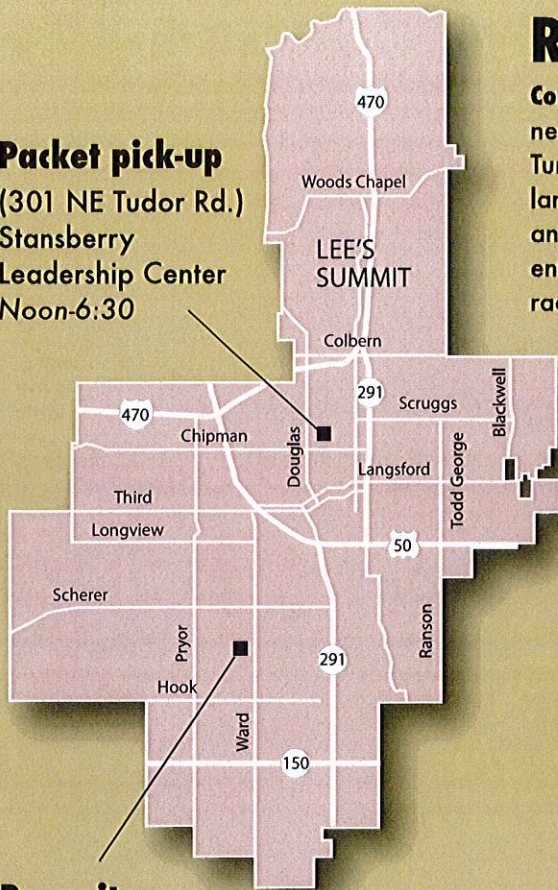 Packet pick-up
(301 NE Tudor Rd.)
Stansberry
Leadership Center
Noon-6:30
470
Woods Chapel
LEE'S
SUMMIT
Colbern
470
291
Scruggs
Blackwell
Chipman
Douglas
Langsford
Todd George
Third
Longview
50
Scherer
Pryor
291
Ranson
Hook
Ward
150